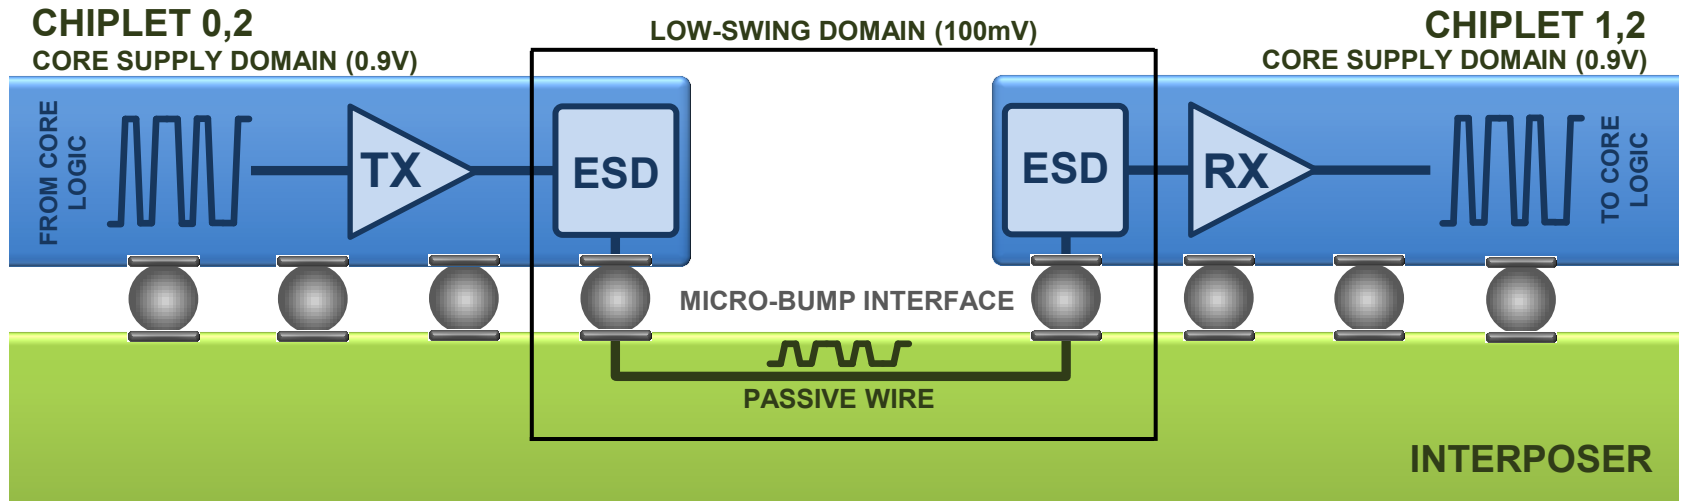 CHIPLET 0,2
CORE SUPPLY DOMAIN (0.9V)
LOW-SWING DOMAIN (100mV)
CHIPLET 1,2
CORE SUPPLY DOMAIN (0.9V)
FROM CORE
LOGIC
TX
ESD
ESD
RX
TO CORE
LOGIC
MICRO-BUMP INTERFACE
PASSIVE WIRE
INTERPOSER